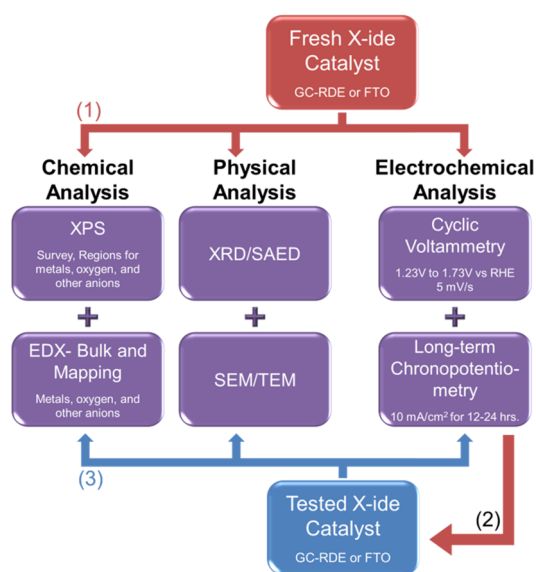 Fresh X-ide
Catalyst
GC-RDE or FTO
(1)
Chemical
Analysis
Physical
Analysis
Electrochemical
Analysis
XPS
Survey, Regions for
metals, oxygen, and
other anions
XRD/SAED
Cyclic
Voltammetry
1.23V to 1.73V vs RHE
5 mV/s
+
+
+
EDX- Bulk and
Mapping
Metals, oxygen, and
other anions
SEM/TEM
Long-term
Chronopotentio-
metry
10 mA/cm² for 12-24 hrs.
(3)
(2)
Tested X-ide
Catalyst
GC-RDE or FTO